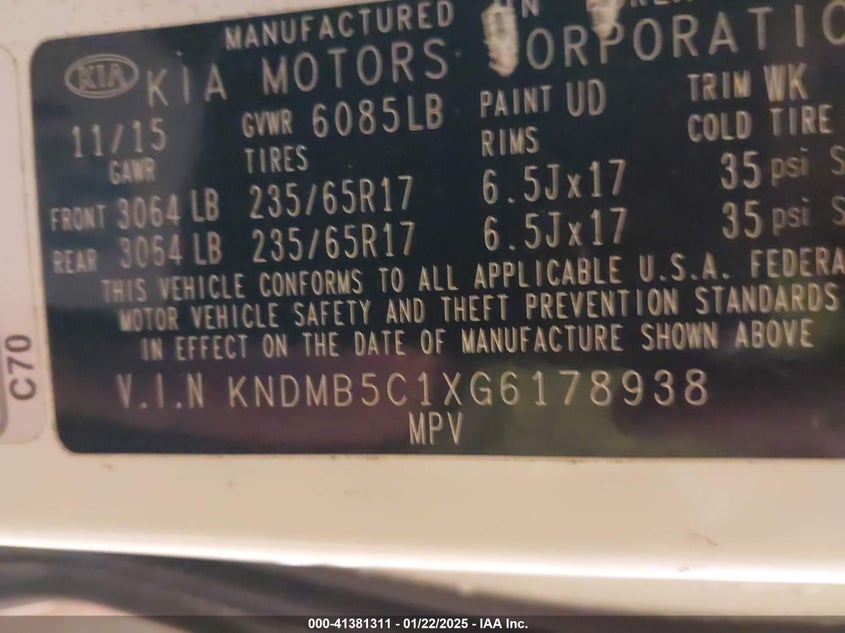 MANUFACTURED
KIA KIA MOTORS CORPORATIO
11/15 GVWR 6085LB PAINT UD TRIM WK
GAWR TIRES RIMS COLD TIRE
FRONT 3064 LB 235/65R17 6.5Jx17 35 psi S
REAR 3054 LB 235/65R17 6.5Jx17 35 psi S
THIS VEHICLE CONFORMS TO ALL APPLICABLE U.S.A. FEDERA
MOTOR VEHICLE SAFETY AND THEFT PREVENTION STANDARDS
IN EFFECT ON THE DATE OF MANUFACTURE SHOWN ABOVE
V.I.N KNDMB5C1XG6178938
MPV
C70
000-41381311 - 01/22/2025 - IAA Inc.